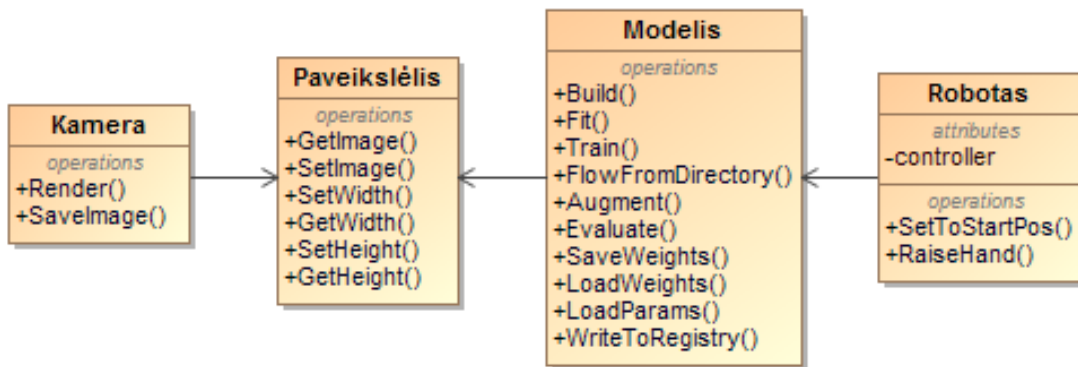 Kamera
operations
+Render()
+SaveImage()
Paveikslėlis
operations
+GetImage()
+SetImage()
+SetWidth()
+GetWidth()
+SetHeight()
+GetHeight()
Modelis
operations
+Build()
+Fit()
+Train()
+FlowFromDirectory()
+Augment()
+Evaluate()
+SaveWeights()
+LoadWeights()
+LoadParams()
+WriteToRegistry()
Robotas
attributes
-controller
operations
+SetToStartPos()
+RaiseHand()